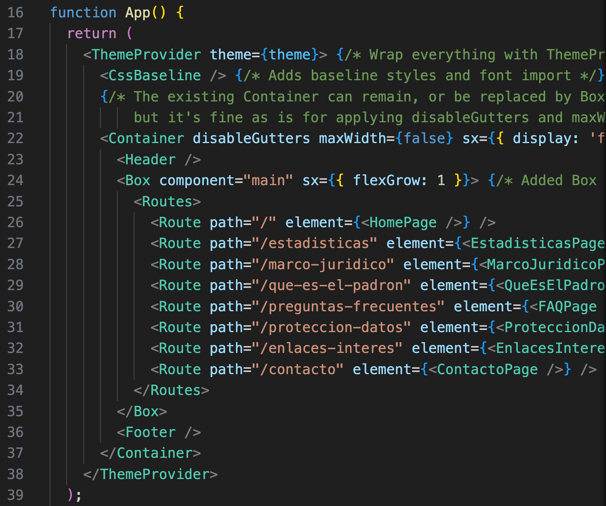 16 function App() {
17 return (
18 <ThemeProvider theme={theme}> {/* Wrap everything with ThemePr
19 <CssBaseline /> {/* Adds baseline styles and font import */}
20 {/* The existing Container can remain, or be replaced by Box
21 but it's fine as is for applying disableGutters and maxW
22 <Container disableGutters maxWidth={false} sx={{ display: 'f
23 <Header />
24 <Box component="main" sx={{ flexGrow: 1 }}> {/* Added Box
25 <Routes>
26 <Route path="/" element={<HomePage />} />
27 <Route path="/estadisticas" element={<EstadisticasPage
28 <Route path="/marco-juridico" element={<MarcoJuridicoP
29 <Route path="/que-es-el-padron" element={<QueEsElPadro
30 <Route path="/preguntas-frecuentes" element={<FAQPage
31 <Route path="/proteccion-datos" element={<ProteccionDa
32 <Route path="/enlaces-interes" element={<EnlacesIntere
33 <Route path="/contacto" element={<ContactoPage />} />
34 </Routes>
35 </Box>
36 <Footer />
37 </Container>
38 </ThemeProvider>
39 );